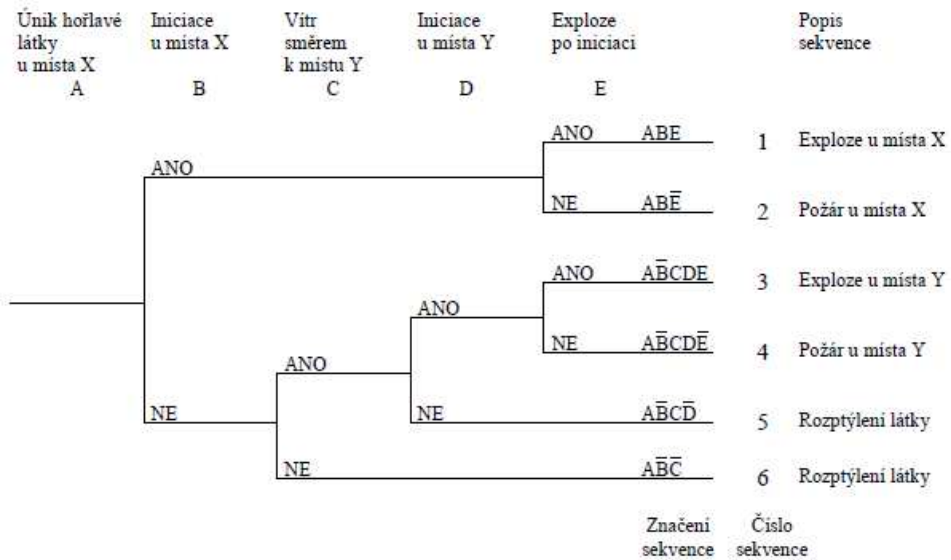 Únik hořlavé
látky
u místa X
A
Iniciace
u místa X
B
Vítr
směrem
k místu Y
C
Iniciace
u místa Y
D
Exploze
po iniciaci
E
Popis
sekvence
ANO ABE 1 Exploze u místa X
ANO
NE ABE̅ 2 Požár u místa X
ANO AB̅CDE 3 Exploze u místa Y
ANO
NE AB̅CDE̅ 4 Požár u místa Y
ANO
NE NE AB̅CD̅ 5 Rozptýlení látky
NE AB̅C̅ 6 Rozptýlení látky
Značení
sekvence
Číslo
sekvence